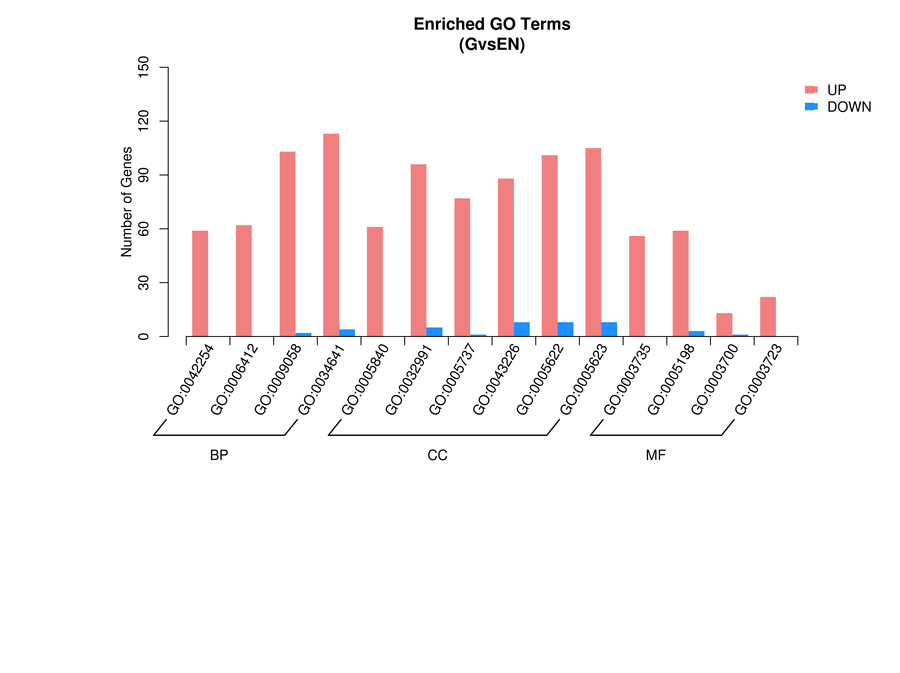 Enriched GO Terms
(GvsEN)
UP
DOWN
Number of Genes
150
120
90
60
30
0
GO:0042254
GO:0006412
GO:0009058
GO:0034641
GO:0005840
GO:0032991
GO:0005737
GO:0043226
GO:0005622
GO:0005623
GO:0003735
GO:0005198
GO:0003700
GO:0003723
BP
CC
MF